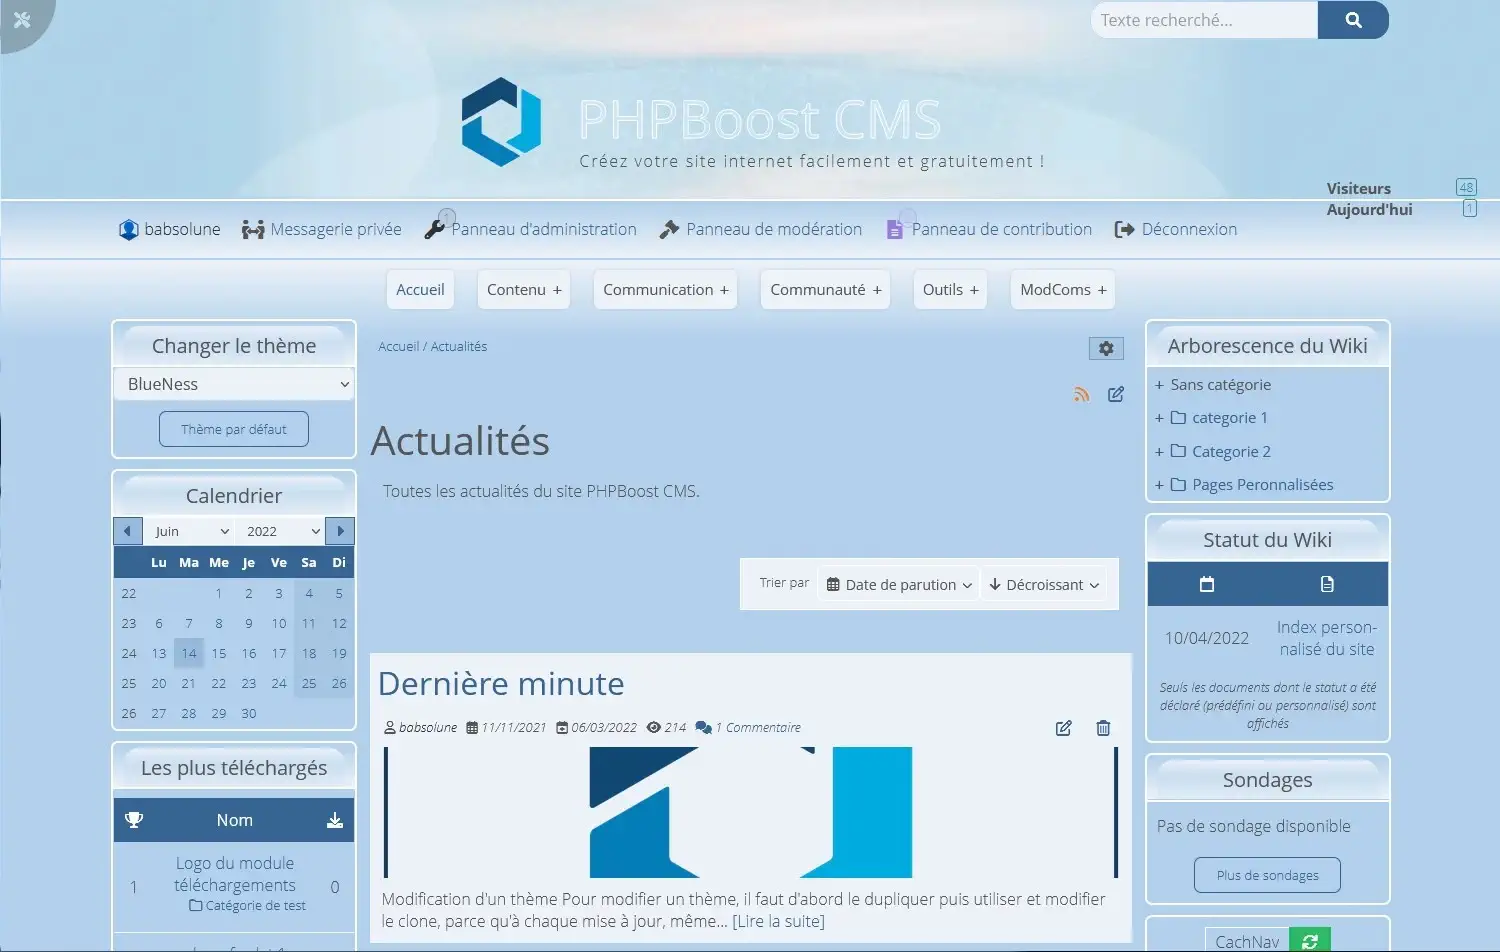 Texte recherché...
PHPBoost CMS
Créez votre site internet facilement et gratuitement !
Visiteurs 48
Aujourd'hui 1
babsolune Messagerie privée 1 Panneau d'administration Panneau de modération Panneau de contribution Déconnexion
Accueil Contenu + Communication + Communauté + Outils + ModComs +
Changer le thème
BlueNess
Thème par défaut
Calendrier
Juin 2022
Lu Ma Me Je Ve Sa Di
22 1 2 3 4 5
23 6 7 8 9 10 11 12
24 13 14 15 16 17 18 19
25 20 21 22 23 24 25 26
26 27 28 29 30
Les plus téléchargés
Nom
Logo du module
1 téléchargements 0
Catégorie de test
Accueil / Actualités
Actualités
Toutes les actualités du site PHPBoost CMS.
Trier par Date de parution Décroissant
Dernière minute
babsolune 11/11/2021 06/03/2022 214 1 Commentaire
Modification d'un thème Pour modifier un thème, il faut d'abord le dupliquer puis utiliser et modifier
le clone, parce qu'à chaque mise à jour, même... [Lire la suite]
Arborescence du Wiki
+ Sans catégorie
+ categorie 1
+ Categorie 2
+ Pages Peronnalisées
Statut du Wiki
10/04/2022 Index person-
nalisé du site
Seuls les documents dont le statut a été
déclaré (prédéfini ou personnalisé) sont
affichés
Sondages
Pas de sondage disponible
Plus de sondages
CachNav